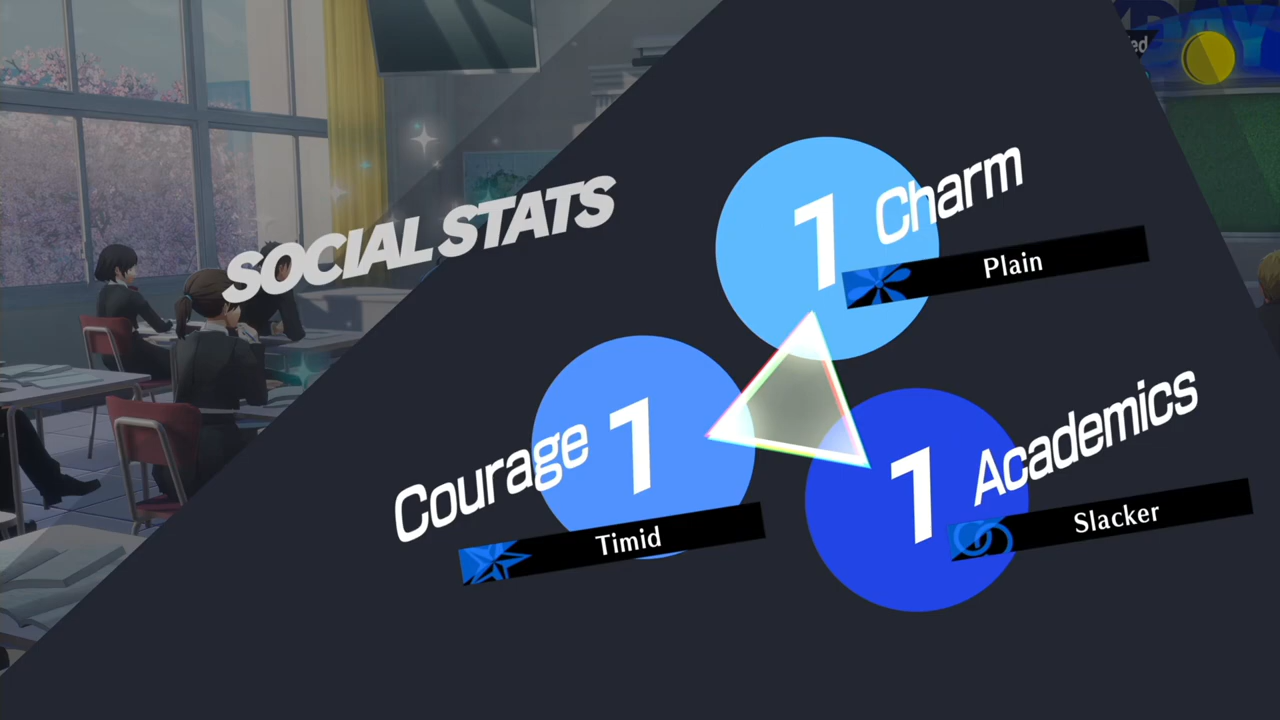 SOCIAL STATS
1 Charm
Plain
Courage 1
Timid
1 Academics
Slacker